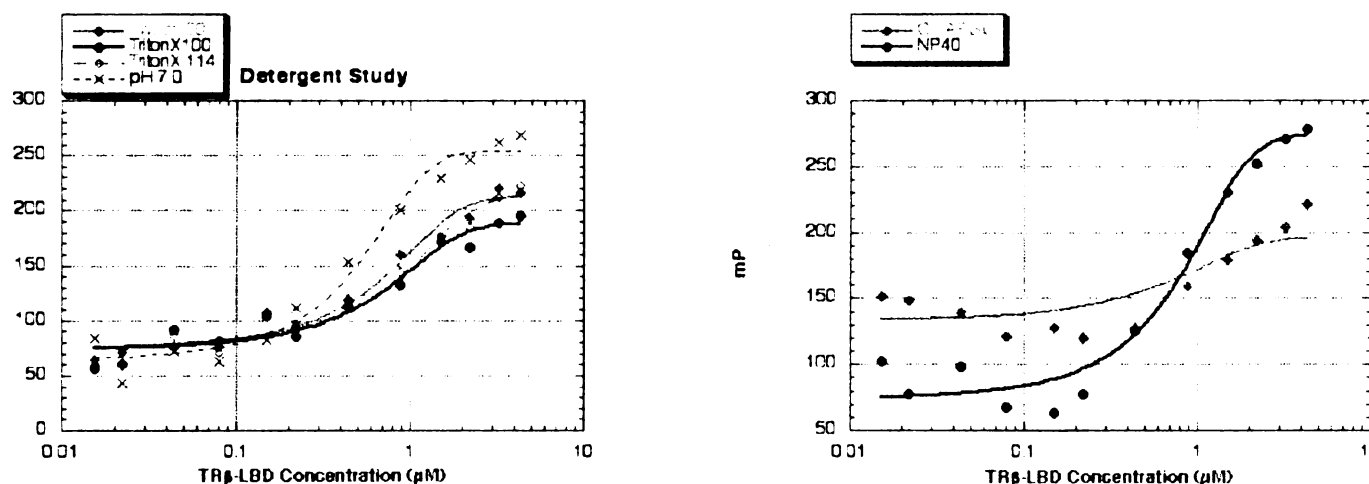 TritonX100
TritonX 114
pH 7.0
Detergent Study
300
250
200
150
100
50
0
0.01
0.1
1
10
TRβ-LBD Concentration (µM)
NP40
mP
300
250
200
150
100
50
0.01
0.1
1
TRβ-LBD Concentration (µM)